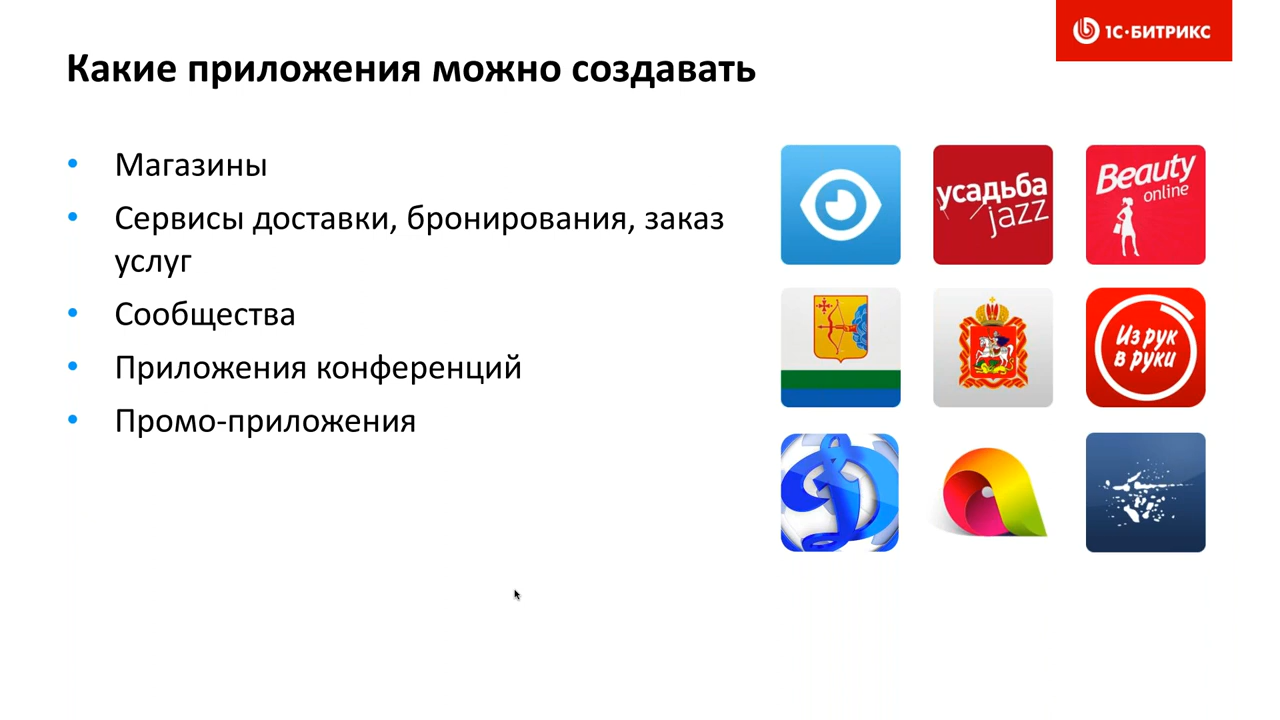 1С·БИТРИКС
Какие приложения можно создавать
• Магазины
• Сервисы доставки, бронирования, заказ
услуг
• Сообщества
• Приложения конференций
• Промо-приложения
усадьба
jazz
Beauty
online
Из рук
в руки
Д